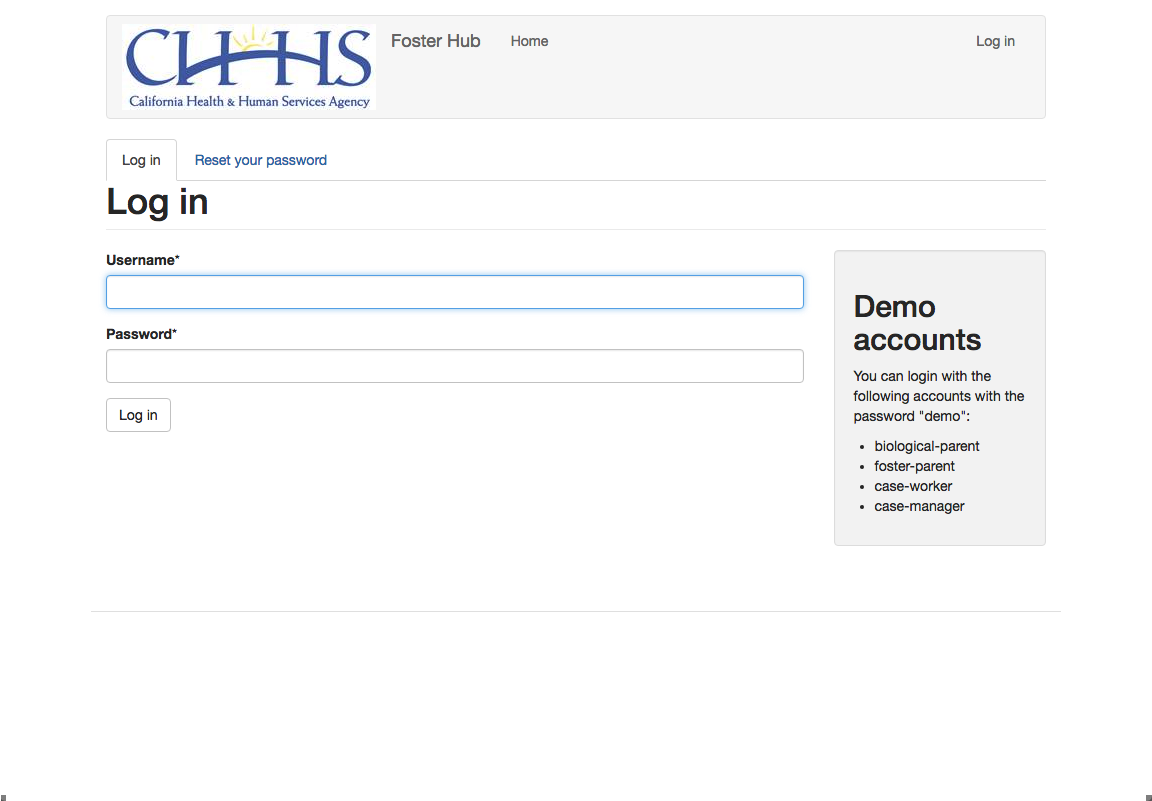 CHHS
California Health & Human Services Agency
Foster Hub Home Log in
Log in Reset your password
Log in
Username*
Password*
Log in
Demo
accounts
You can login with the
following accounts with the
password "demo":
• biological-parent
• foster-parent
• case-worker
• case-manager